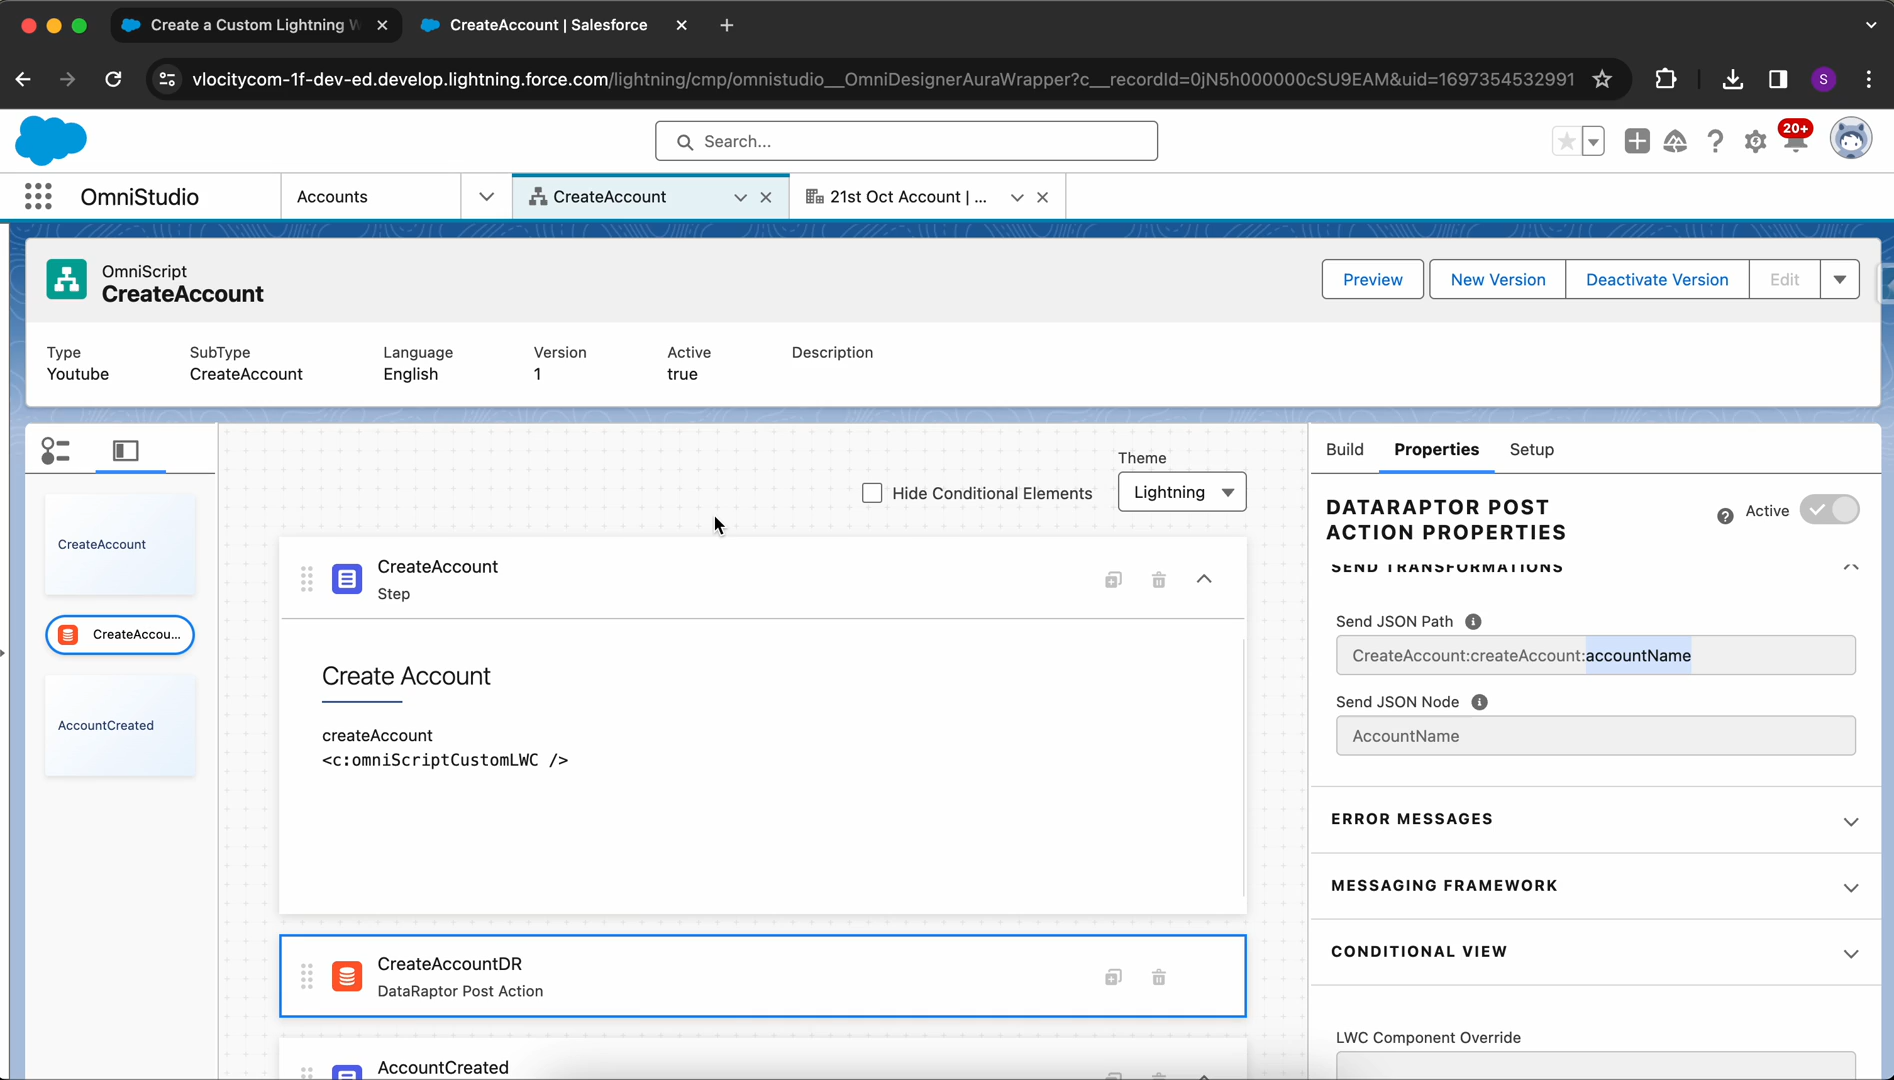 Create a Custom Lightning W
CreateAccount | Salesforce
vlocitycom-1f-dev-ed.develop.lightning.force.com/lightning/cmp/omnistudio__OmniDesignerAuraWrapper?c__recordId=0jN5h000000cSU9EAM&uid=1697354532991
S
Search...
20+
OmniStudio
Accounts
CreateAccount
21st Oct Account | ...
OmniScript
CreateAccount
Preview
New Version
Deactivate Version
Edit
Type
SubType
Language
Version
Active
Description
Youtube
CreateAccount
English
1
true
Build
Properties
Setup
Theme
Hide Conditional Elements
Lightning
DATARAPTOR POST
ACTION PROPERTIES
Active
CreateAccount
CreateAccou...
AccountCreated
CreateAccount
Step
Create Account
createAccount
<c:omniScriptCustomLWC />
CreateAccountDR
DataRaptor Post Action
AccountCreated
SEND TRANSFORMATIONS
Send JSON Path
CreateAccount:createAccount:accountName
Send JSON Node
AccountName
ERROR MESSAGES
MESSAGING FRAMEWORK
CONDITIONAL VIEW
LWC Component Override